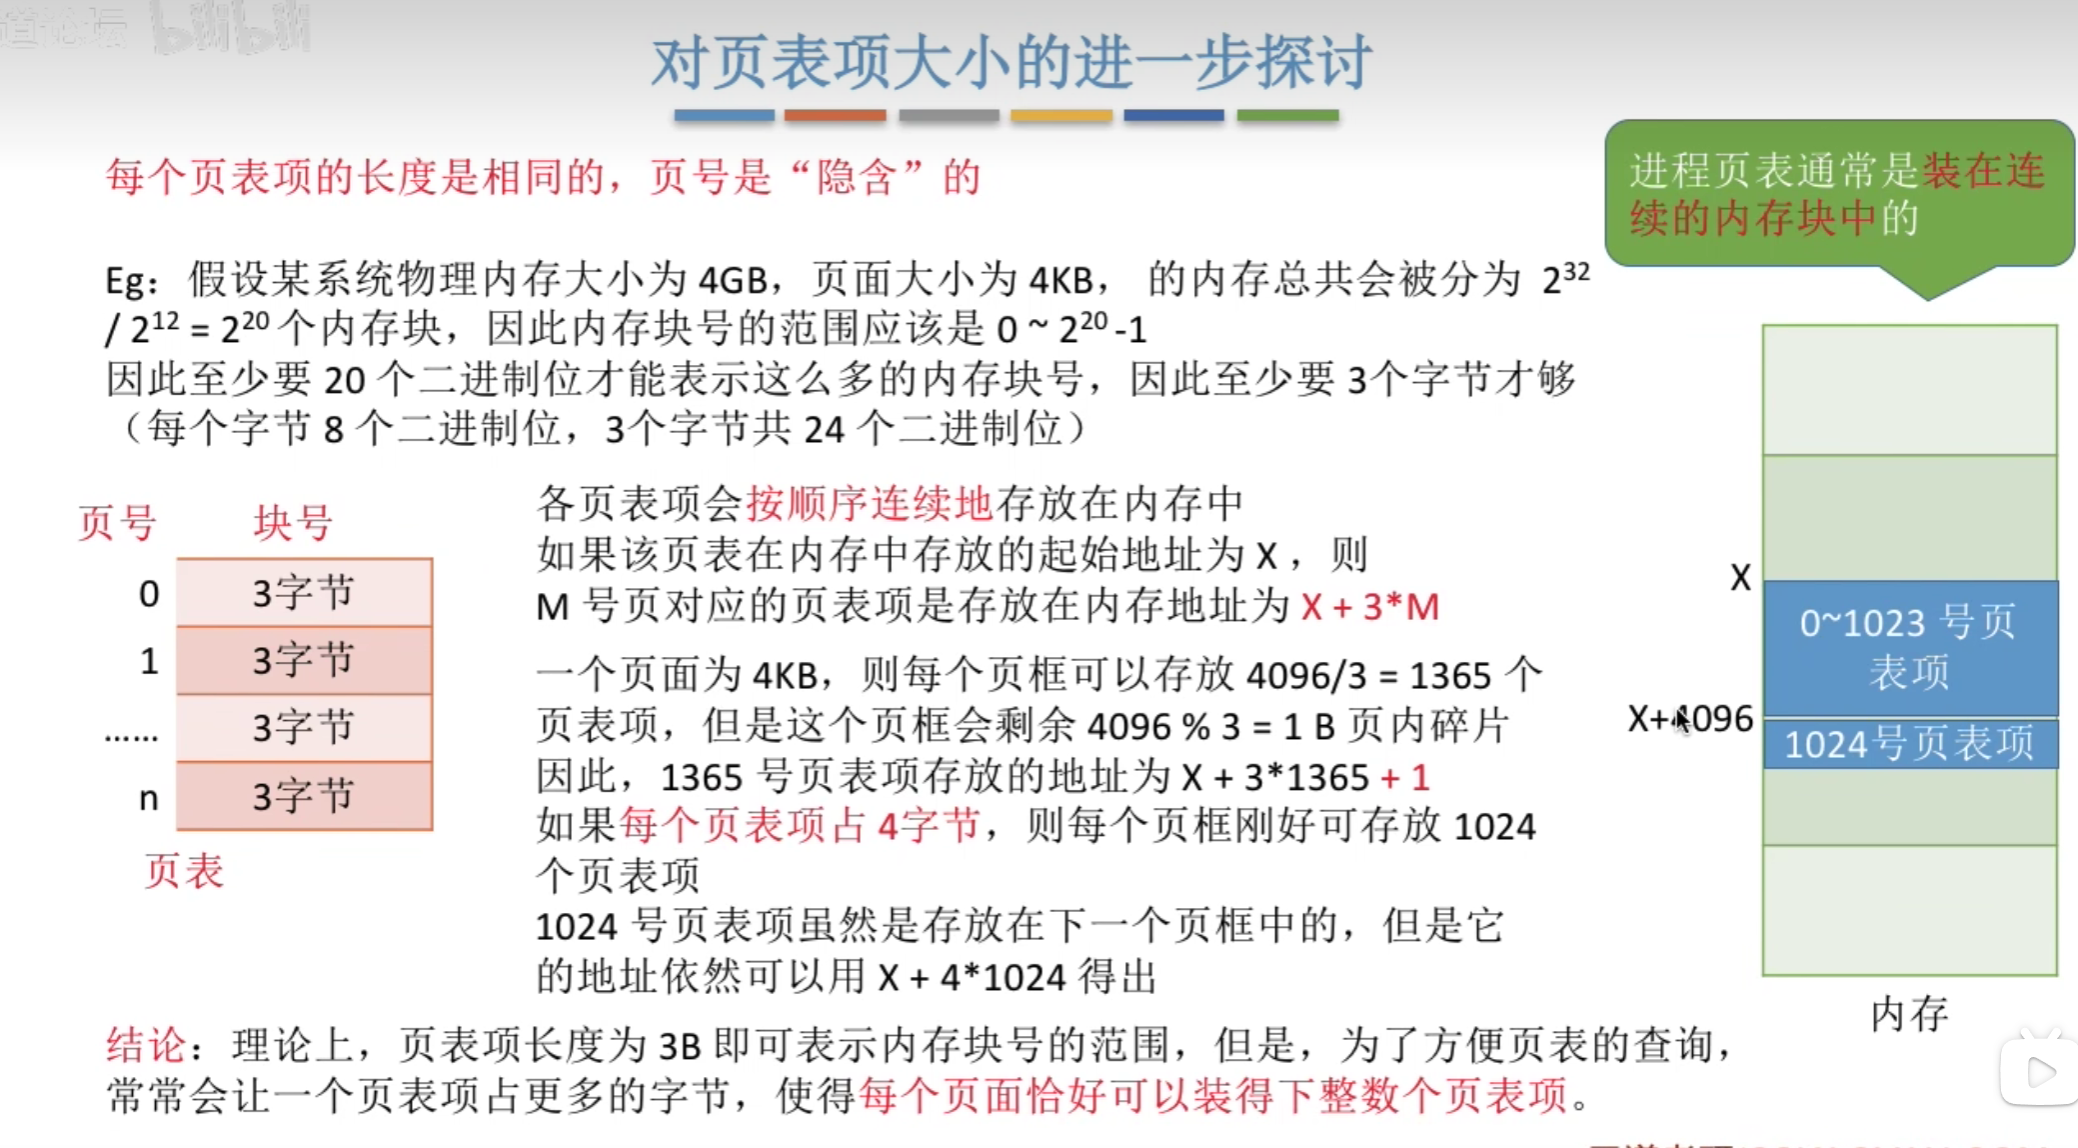 道论坛 bilibili
对页表项大小的进一步探讨
每个页表项的长度是相同的，页号是“隐含”的
进程页表通常是装在连
续的内存块中的
Eg：假设某系统物理内存大小为 4GB，页面大小为 4KB， 的内存总共会被分为 2³²
/ 2¹² = 2²⁰ 个内存块，因此内存块号的范围应该是 0 ~ 2²⁰ -1
因此至少要 20 个二进制位才能表示这么多的内存块号，因此至少要 3个字节才够
（每个字节 8 个二进制位，3个字节共 24 个二进制位）
页号 块号
0 3字节
1 3字节
…… 3字节
n 3字节
页表
各页表项会按顺序连续地存放在内存中
如果该页表在内存中存放的起始地址为 X ，则
M 号页对应的页表项是存放在内存地址为 X + 3*M
一个页面为 4KB，则每个页框可以存放 4096/3 = 1365 个
页表项，但是这个页框会剩余 4096 % 3 = 1 B 页内碎片
因此，1365 号页表项存放的地址为 X + 3*1365 + 1
如果每个页表项占 4字节，则每个页框刚好可存放 1024
个页表项
1024 号页表项虽然是存放在下一个页框中的，但是它
的地址依然可以用 X + 4*1024 得出
X
0~1023 号页
表项
X+4096
1024号页表项
内存
结论：理论上，页表项长度为 3B 即可表示内存块号的范围，但是，为了方便页表的查询，
常常会让一个页表项占更多的字节，使得每个页面恰好可以装得下整数个页表项。